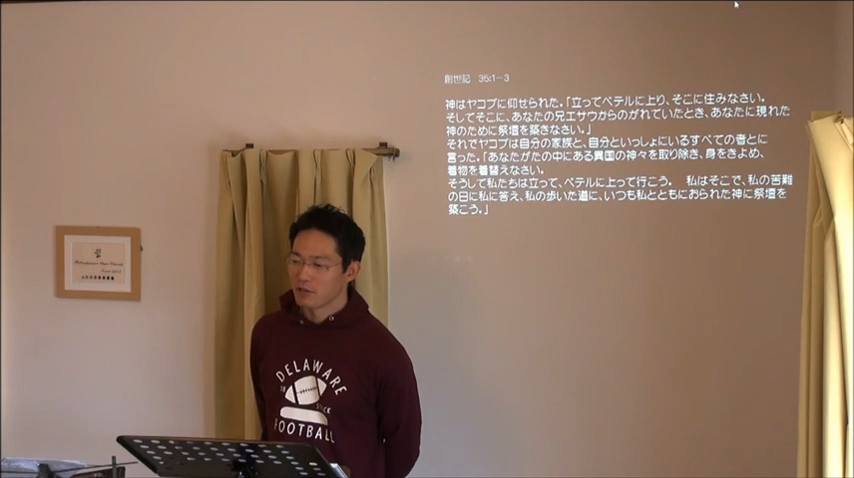 創世記 35:1-3
神はヤコブに仰せられた。「立ってベテルに上り、そこに住みなさい。
そしてそこに、あなたの兄エサウからのがれていたとき、あなたに現れた
神のために祭壇を築きなさい。」
それでヤコブは自分の家族と、自分といっしょにいるすべての者とに
言った。「あなたがたの中にある異国の神々を取り除き、身をきよめ、
着物を着替えなさい。
そうして私たちは立って、ベテルに上って行こう。 私はそこで、私の苦難
の日に私に答え、私の歩いた道に、いつも私とともにおられた神に祭壇を
築こう。」
DELAWARE
FOOTBALL